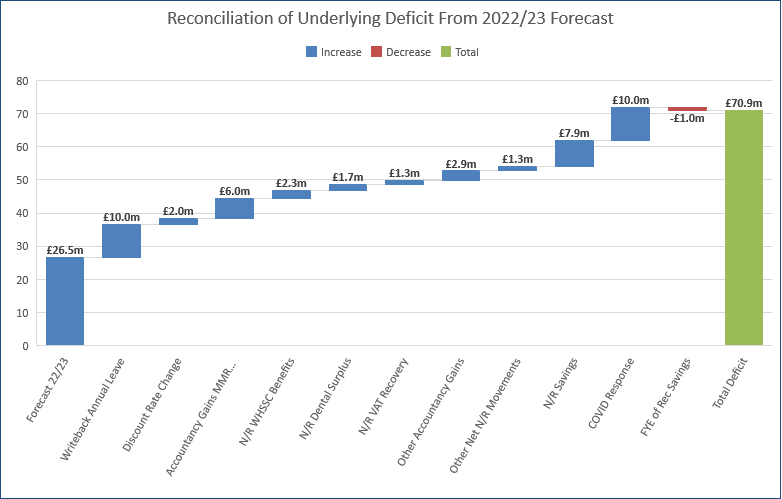 Reconciliation of Underlying Deficit From 2022/23 Forecast
Increase Decrease Total
80
70
60
50
40
30
20
10
0
£26.5m
£10.0m
£2.0m
£6.0m
£2.3m
£1.7m
£1.3m
£2.9m
£1.3m
£7.9m
£10.0m
-£1.0m
£70.9m
Forecast 22/23
Writeback Annual Leave
Discount Rate Change
Accountancy Gains MMR...
N/R WHSSC Benefits
N/R Dental Surplus
N/R VAT Recovery
Other Accountancy Gains
Other Net N/R Movements
N/R Savings
COVID Response
FYE of Rec Savings
Total Deficit